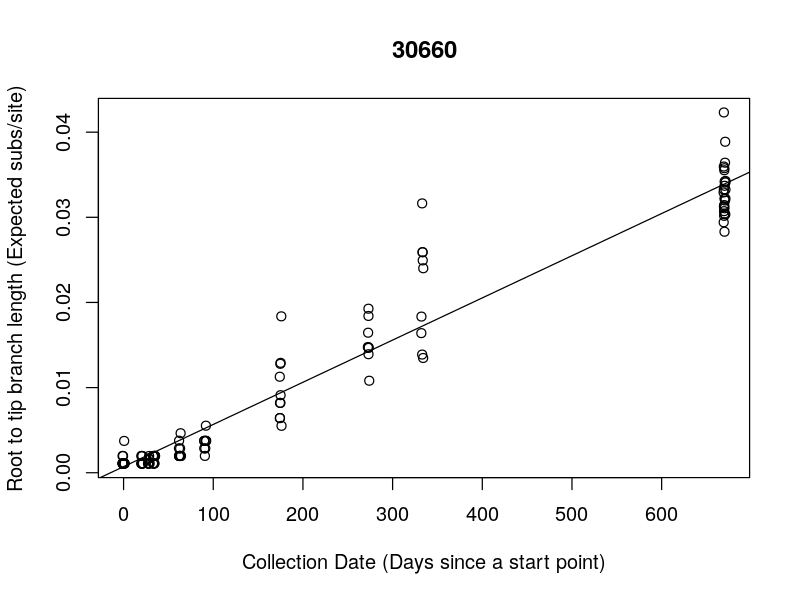 30660
Root to tip branch length (Expected subs/site)
0.04
0.03
0.02
0.01
0.00
0 100 200 300 400 500 600
Collection Date (Days since a start point)